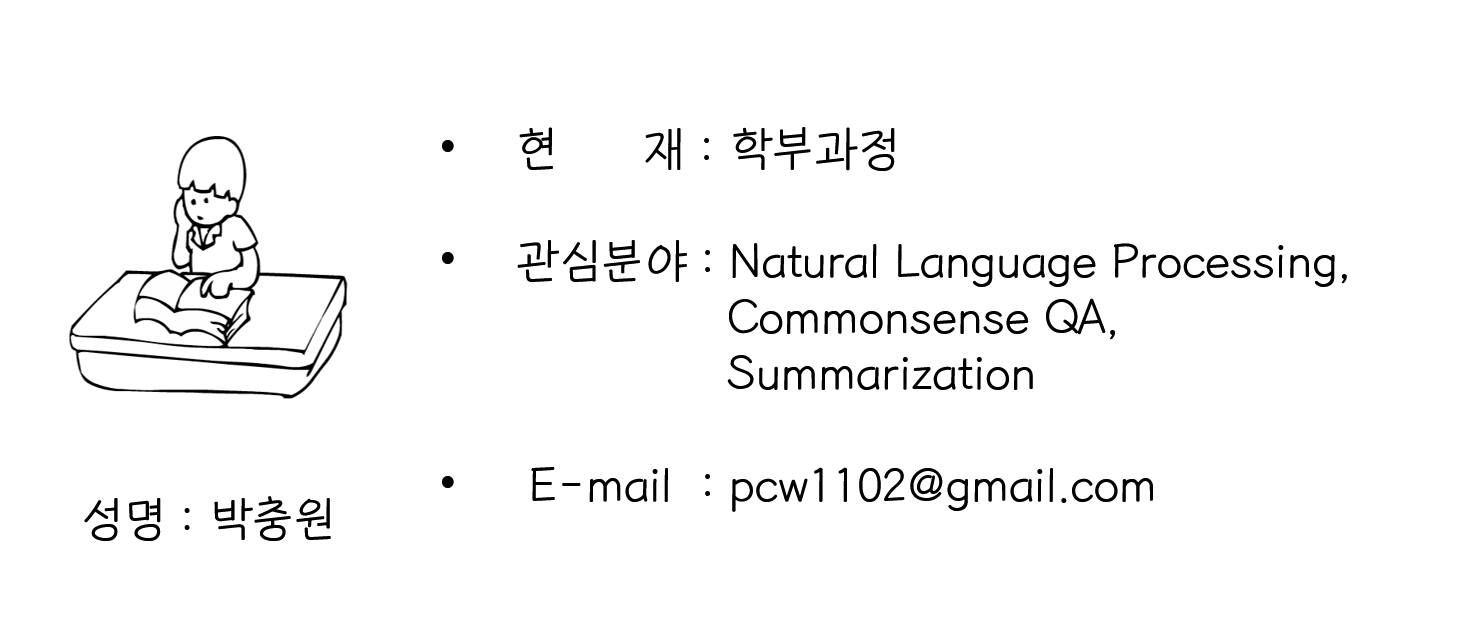 • 현 재 : 학부과정
• 관심분야 : Natural Language Processing,
Commonsense QA,
Summarization
• E-mail : pcw1102@gmail.com
성명 : 박충원